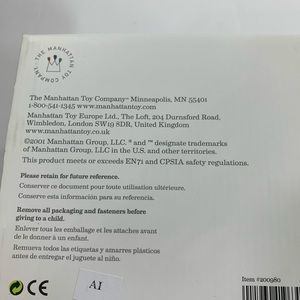 THE MANHATTAN TOY COMPANY
The Manhattan Toy Company™ Minneapolis, MN 55401
1-800-541-1345 www.manhattantoy.com
Manhattan Toy Europe Ltd., The Loft, 204 Durnsford Road,
Wimbledon, London SW19 8DR, United Kingdom
www.manhattantoy.co.uk
©2001 Manhattan Group, LLC. ® and ™ designate trademarks
of Manhattan Group, LLC in the U.S. and other territories.
This product meets or exceeds EN71 and CPSIA safety regulations.
Please retain for future reference.
Conserver ce document pour toute utilisation ultérieure.
Conserve esta información para su referencia.
Remove all packaging and fasteners before
giving to a child.
Enlever tous les emballage et les attaches avant
de le donner à un enfant.
Remueva todas las etiquetas y amarres plásticos
antes de entregar el juguete al niño.
CE
AI
Item #200980